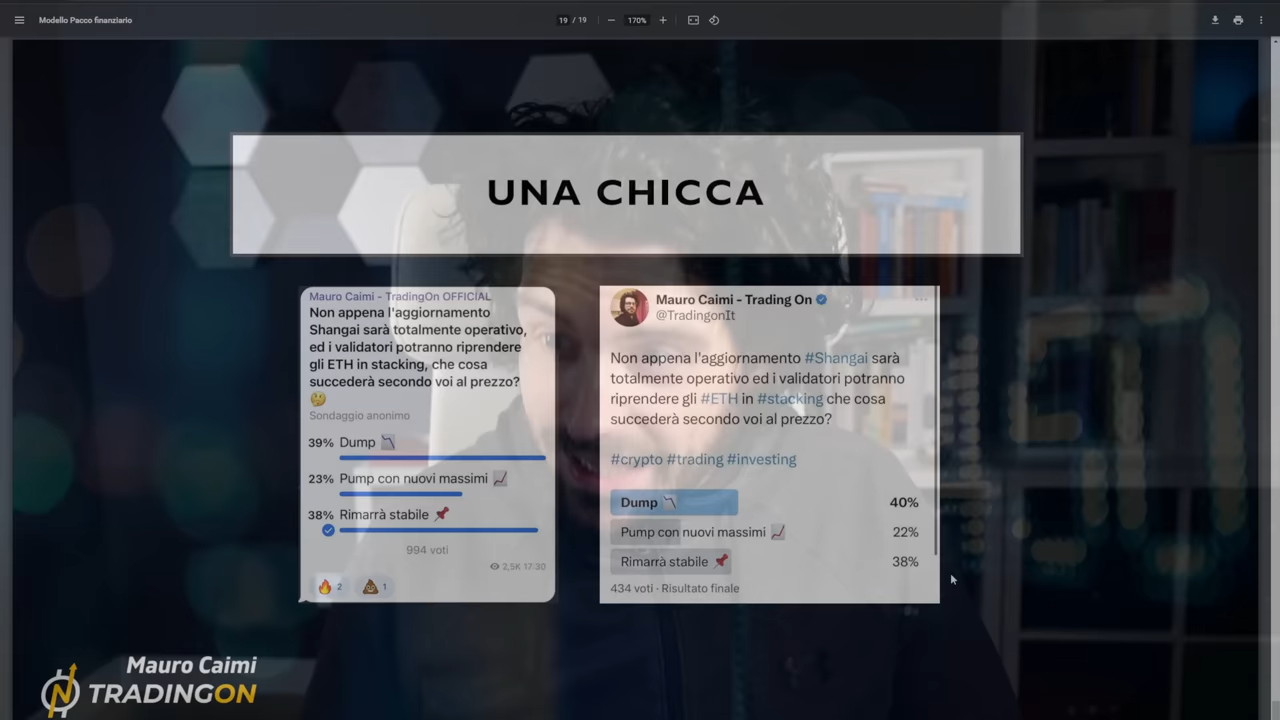 Modello Pacco finanziario
19 / 19
170%
UNA CHICCA
Mauro Caimi - TradingOn OFFICIAL
Non appena l'aggiornamento
Shangai sarà totalmente operativo,
ed i validatori potranno riprendere
gli ETH in stacking, che cosa
succederà secondo voi al prezzo?
🤔
Sondaggio anonimo
39% Dump 📉
23% Pump con nuovi massimi 📈
38% Rimarrà stabile 📌
994 voti
2,5K 17:30
🔥 2 💩 1
Mauro Caimi - Trading On
@TradingonIt
Non appena l'aggiornamento #Shangai sarà
totalmente operativo ed i validatori potranno
riprendere gli #ETH in #stacking che cosa
succederà secondo voi al prezzo?
#crypto #trading #investing
Dump 📉 40%
Pump con nuovi massimi 📈 22%
Rimarrà stabile 📌 38%
434 voti · Risultato finale
Mauro Caimi
TRADINGON